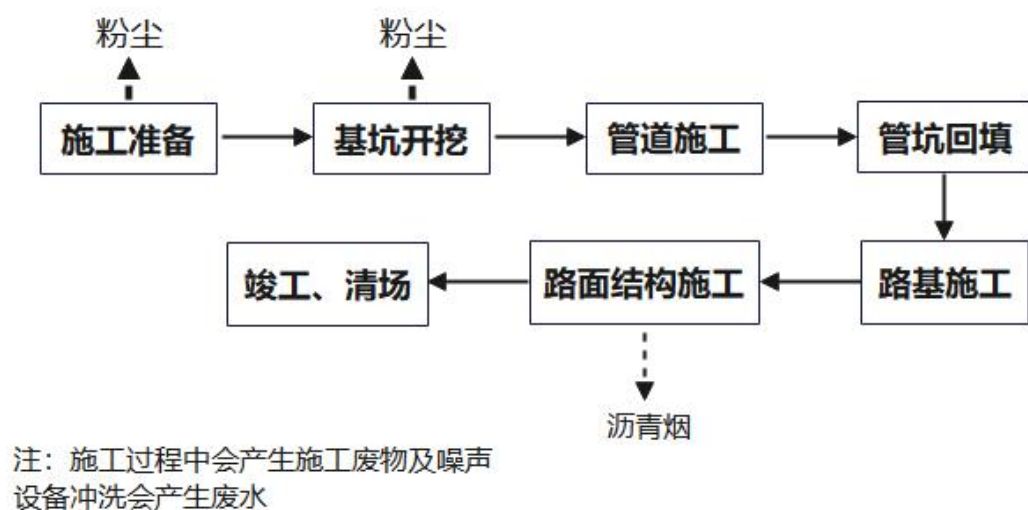 粉尘
粉尘
施工准备
基坑开挖
管道施工
管坑回填
竣工、清场
路面结构施工
路基施工
沥青烟
注：施工过程中会产生施工废物及噪声
设备冲洗会产生废水